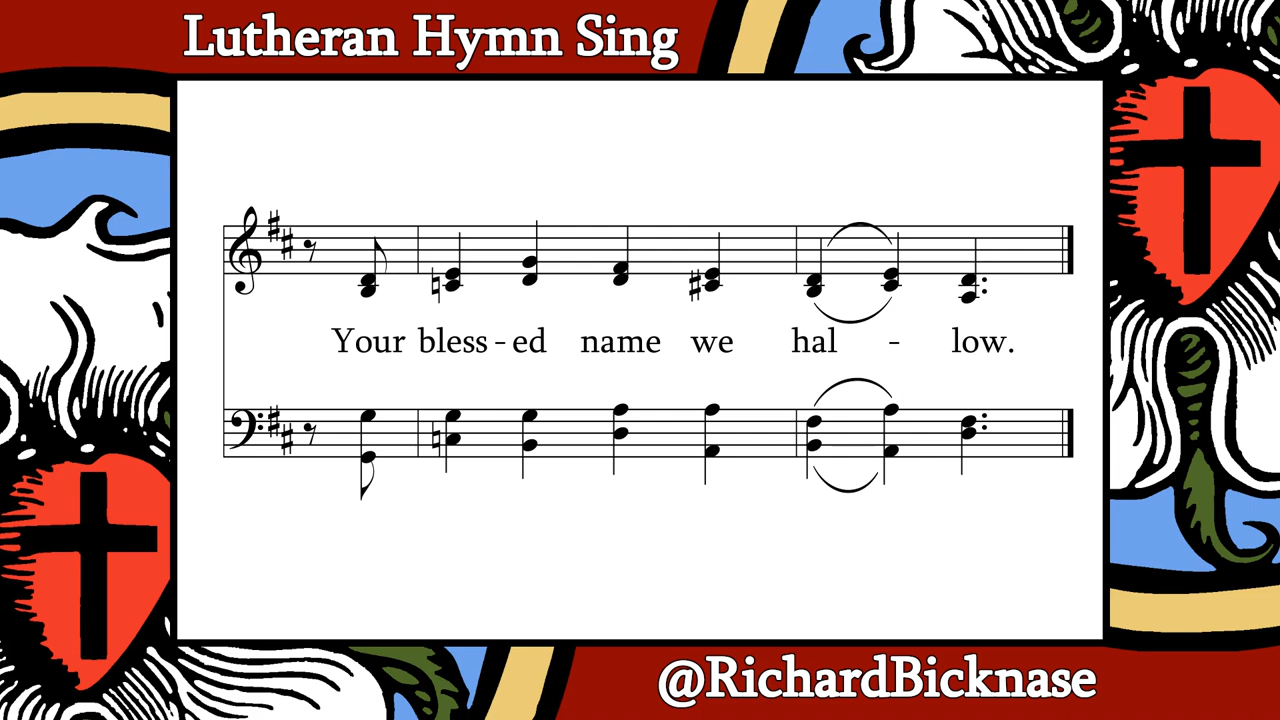 Lutheran Hymn Sing
Your bless - ed name we hal - low.
@RichardBicknase